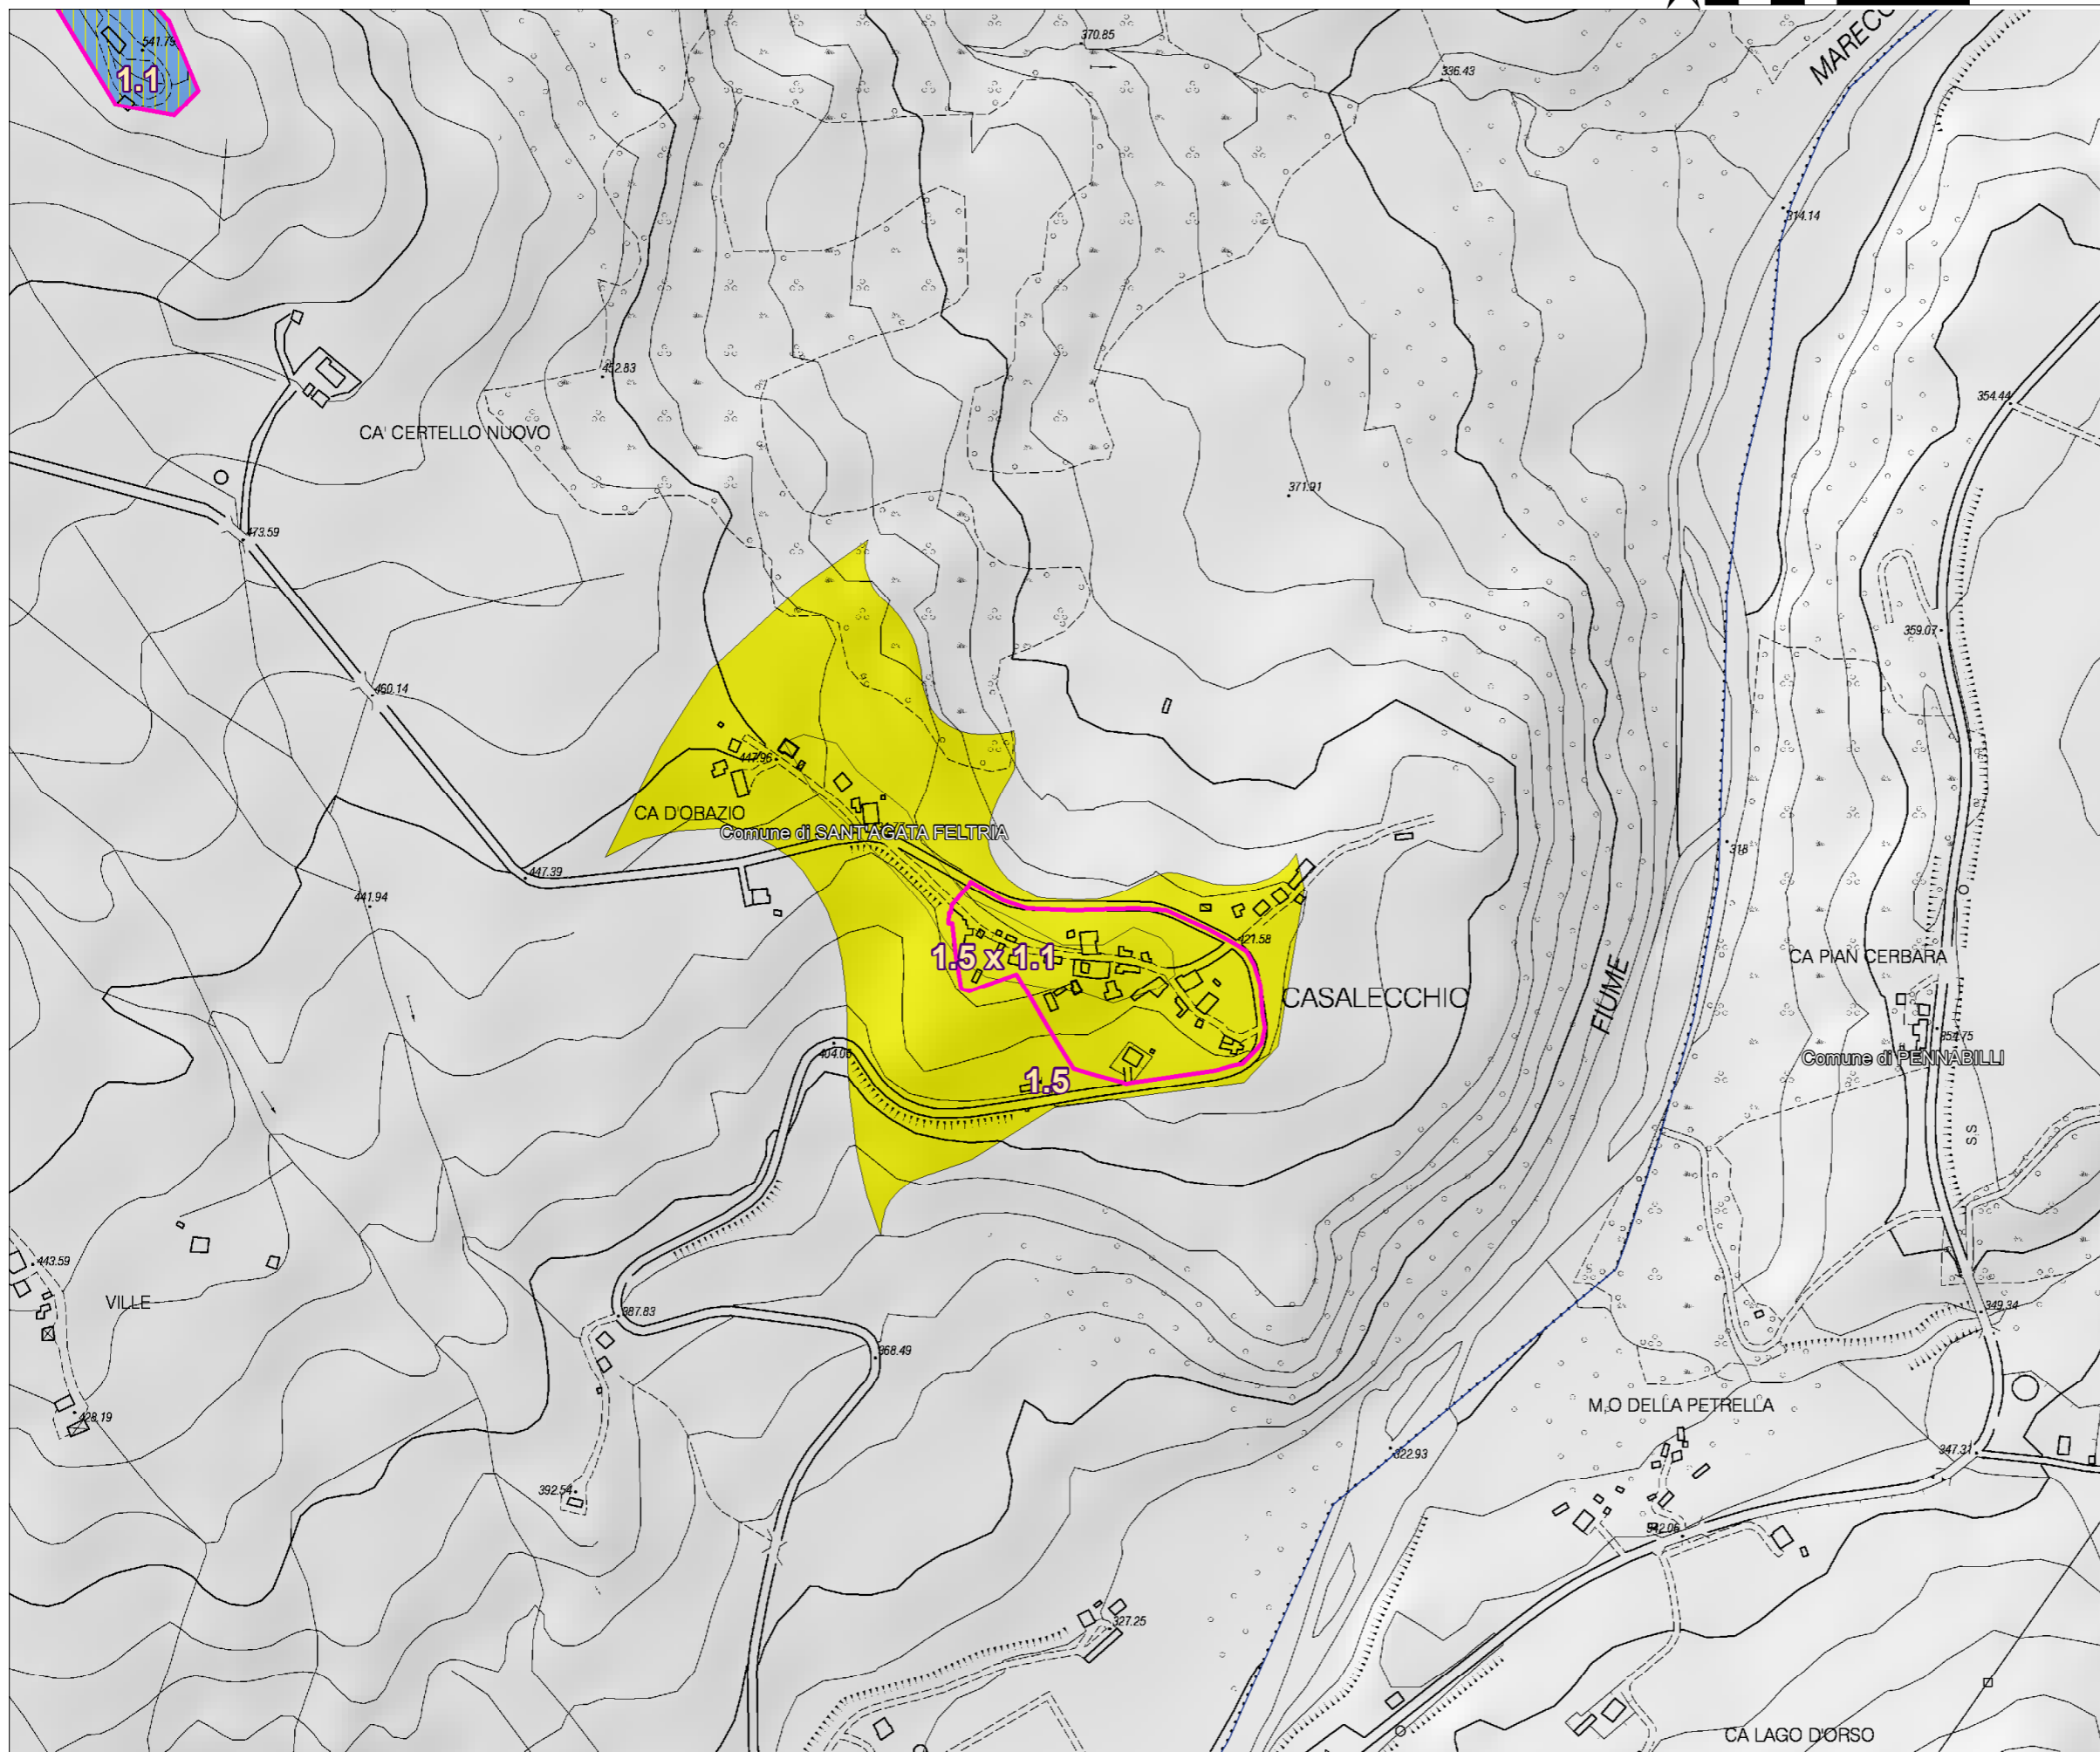 MARECC
541.79
1.1
370.85
336.43
314.14
452.83
354.44
CA' CERTELLO NUOVO
371.91
473.59
359.07
460.14
447.96
CA D'ORAZIO
Comune di SANT'AGATA FELTRIA
318
447.39
441.94
421.58
1.5 x 1.1
CA PIAN CERBARA
CASALECCHIO
FIUME
404.06
Comune di PENNABILLI
1.5
S.S
443.59
VILLE
387.83
349.34
368.49
M,O DELLA PETRELLA
428.19
322.93
347.31
392.54
342.06
327.25
CA LAGO D'ORSO